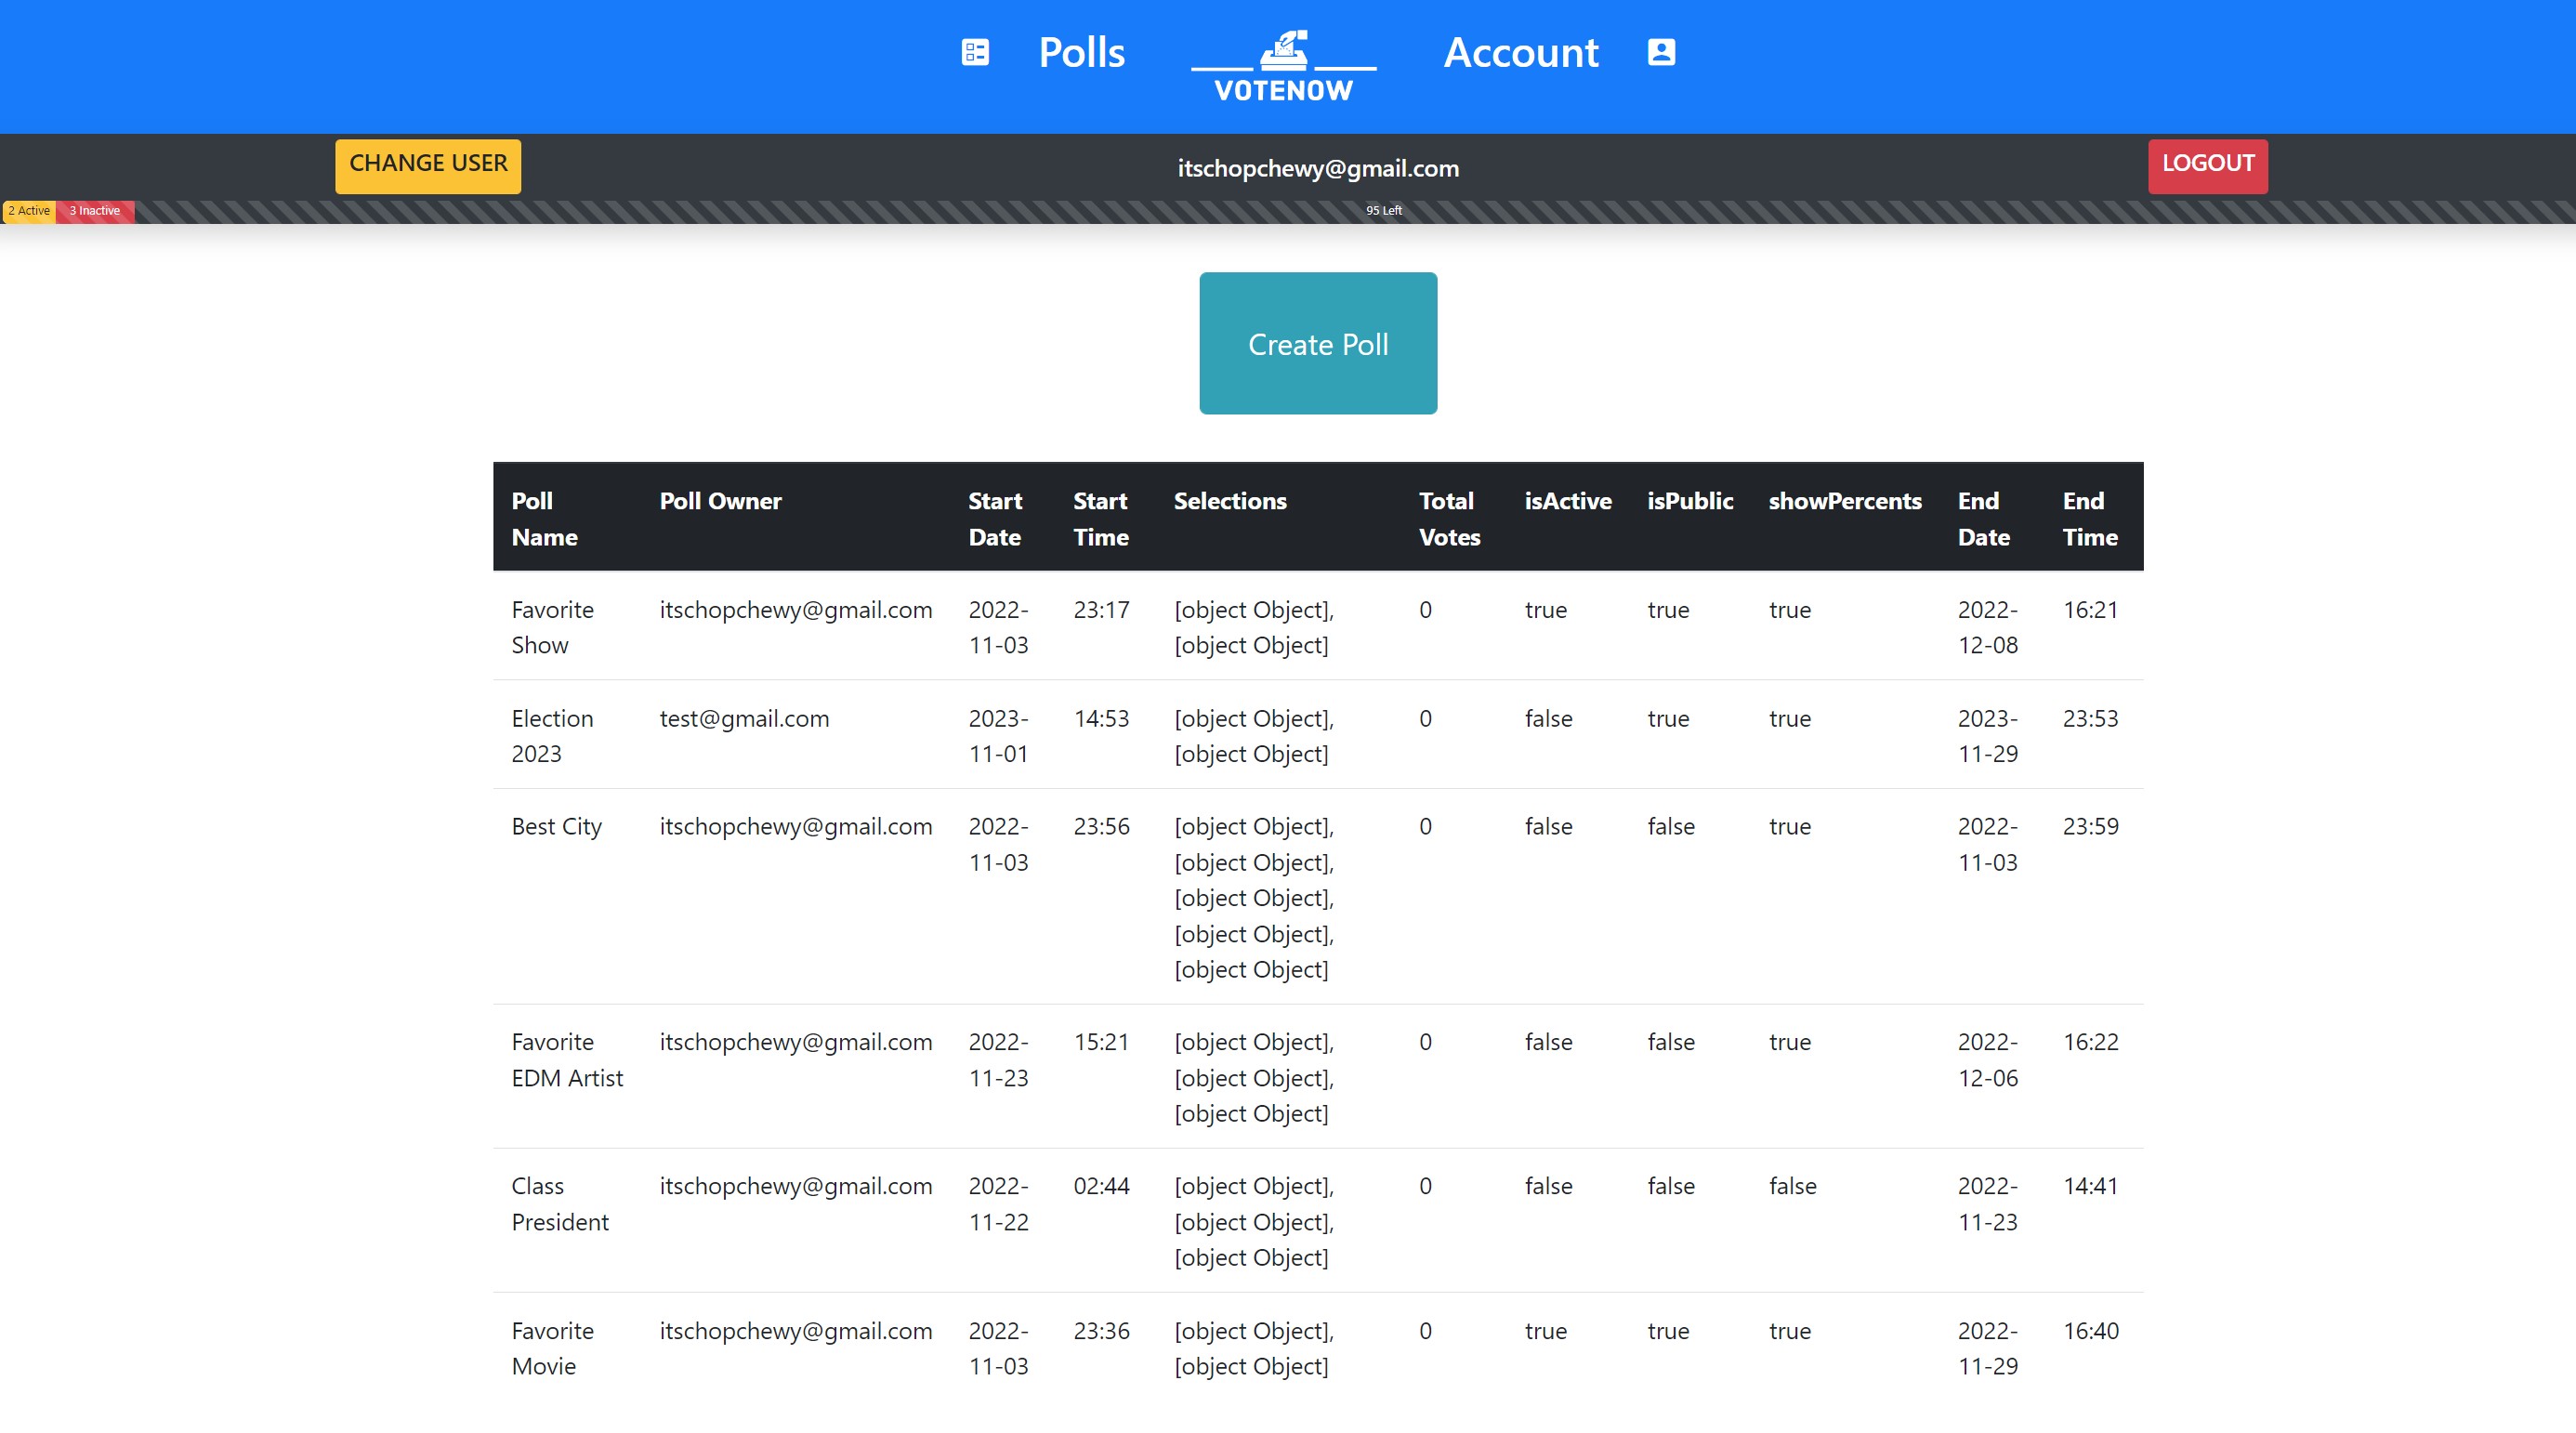 Polls
VOTENOW
Account
CHANGE USER
itschopchewy@gmail.com
LOGOUT
2 Active
3 Inactive
95 Left
Create Poll
Poll Name Poll Owner Start Date Start Time Selections Total Votes isActive isPublic showPercents End Date End Time
Favorite Show itschopchewy@gmail.com 2022-11-03 23:17 [object Object], [object Object] 0 true true true 2022-12-08 16:21
Election 2023 test@gmail.com 2023-11-01 14:53 [object Object], [object Object] 0 false true true 2023-11-29 23:53
Best City itschopchewy@gmail.com 2022-11-03 23:56 [object Object], [object Object], [object Object], [object Object], [object Object] 0 false false true 2022-11-03 23:59
Favorite EDM Artist itschopchewy@gmail.com 2022-11-23 15:21 [object Object], [object Object], [object Object] 0 false false true 2022-12-06 16:22
Class President itschopchewy@gmail.com 2022-11-22 02:44 [object Object], [object Object], [object Object] 0 false false false 2022-11-23 14:41
Favorite Movie itschopchewy@gmail.com 2022-11-03 23:36 [object Object], [object Object] 0 true true true 2022-11-29 16:40